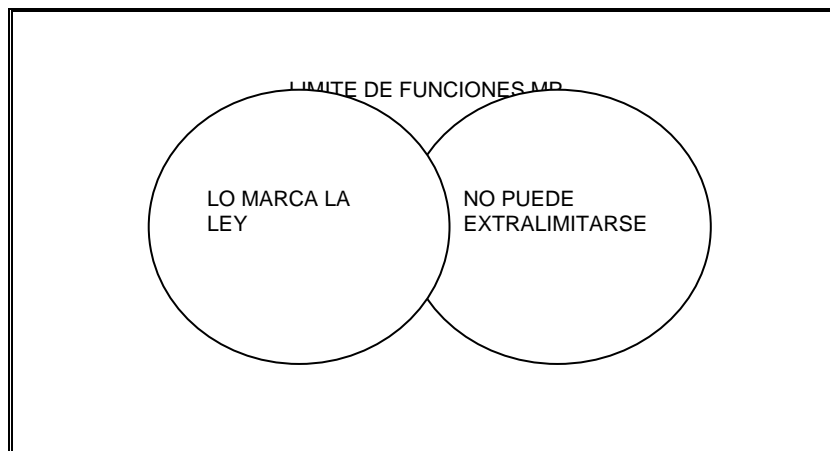 LIMITE DE FUNCIONES MP
LO MARCA LA
LEY
NO PUEDE
EXTRALIMITARSE